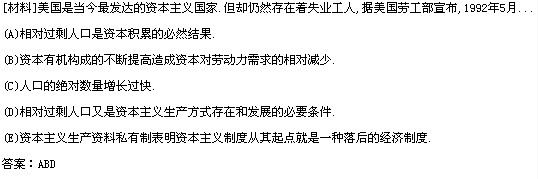 [材料]美国是当今最发达的资本主义国家.但却仍然存在着失业工人,据美国劳工部宣布,1992年5月...
(A)相对过剩人口是资本积累的必然结果.
(B)资本有机构成的不断提高造成资本对劳动力需求的相对减少.
(C)人口的绝对数量增长过快.
(D)相对过剩人口又是资本主义生产方式存在和发展的必要条件.
(E)资本主义生产资料私有制表明资本主义制度从其起点就是一种落后的经济制度.
答案：ABD